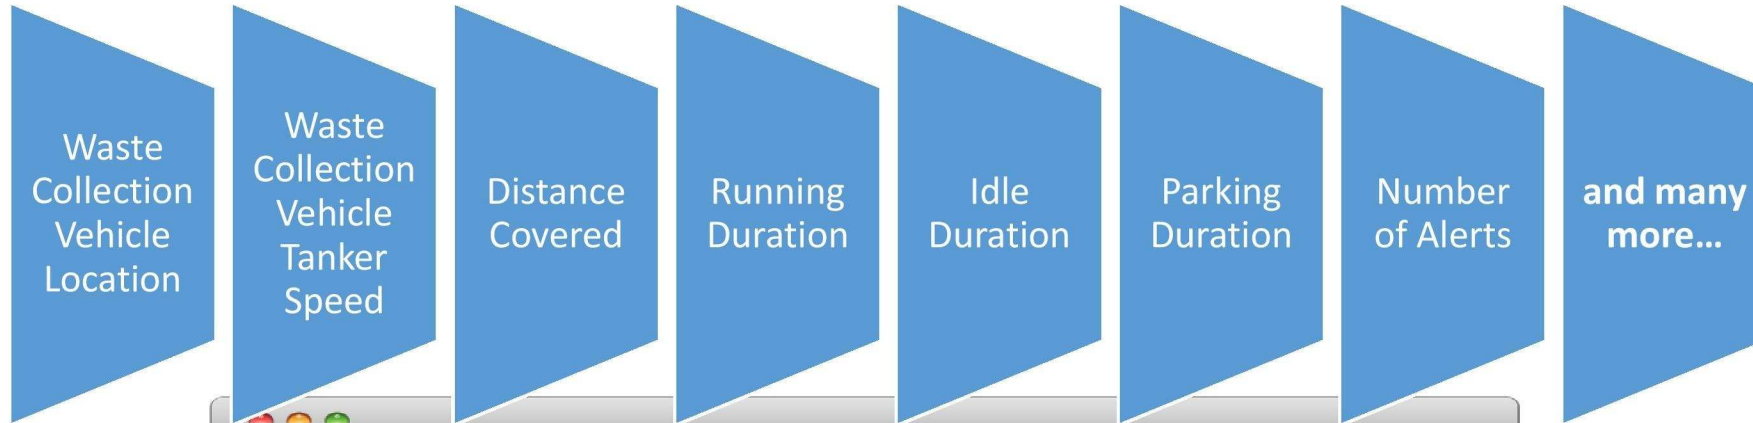 Waste
Collection
Vehicle
Location
Waste
Collection
Vehicle
Tanker
Speed
Distance
Covered
Running
Duration
Idle
Duration
Parking
Duration
Number
of Alerts
and many
more...